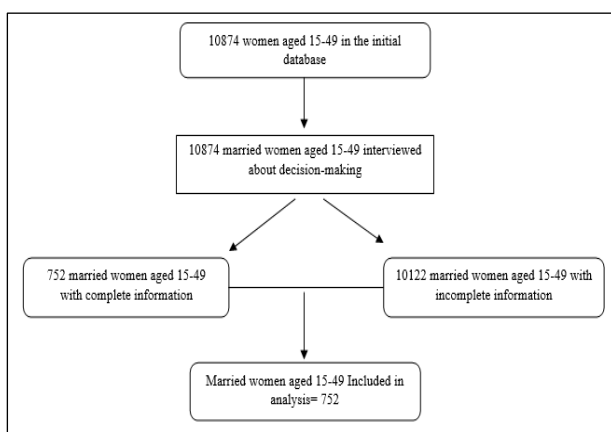 10874 women aged 15-49 in the initial
database
10874 married women aged 15-49 interviewed
about decision-making
752 married women aged 15-49
with complete information
10122 married women aged 15-49 with
incomplete information
Married women aged 15-49 Included in
analysis= 752